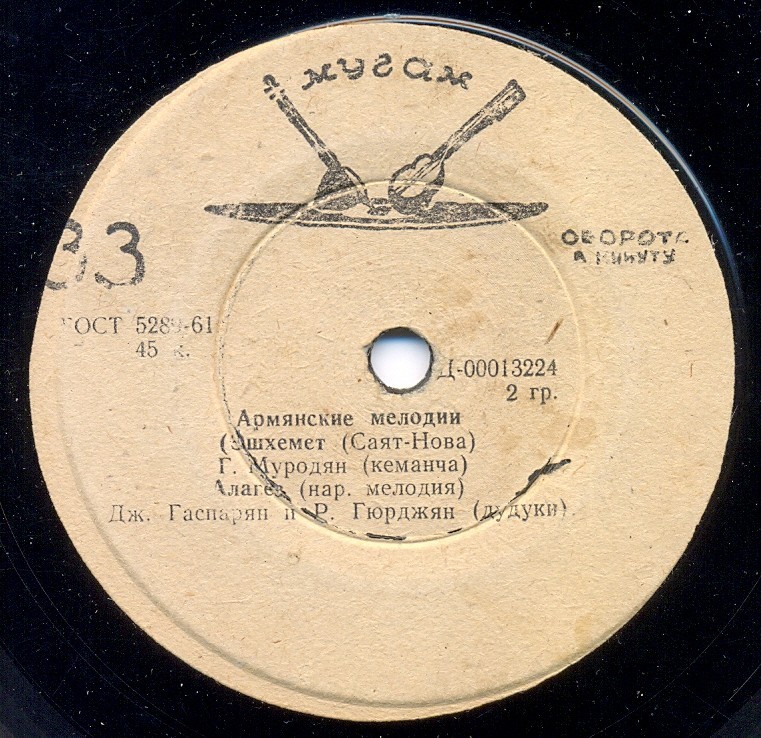 мугам
33
ОБОРОТА
В МИНУТУ
ГОСТ 5289-61
45 к.
Д-00013224
2 гр.
Армянские мелодии
(Эшхемет (Саят-Нова)
Г. Муродян (кеманча)
Алагез (нар. мелодия)
Дж. Гаспарян и Р. Гюрджян (дудуки).